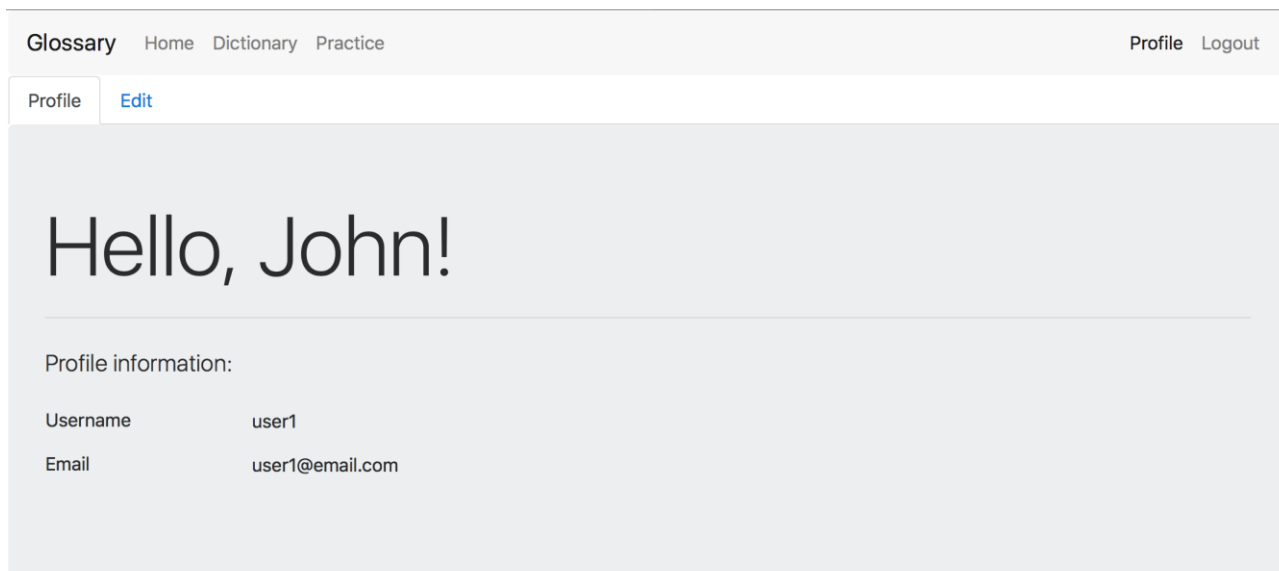 Glossary Home Dictionary Practice Profile Logout
Profile Edit
Hello, John!
Profile information:
Username user1
Email user1@email.com